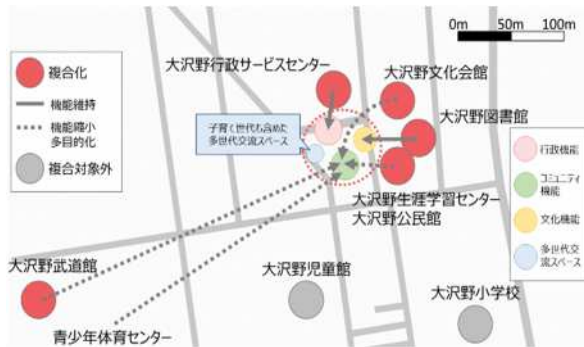 0m 50m 100m
複合化
機能維持
機能縮小
多目的化
複合対象外
大沢野行政サービスセンター
大沢野文化会館
大沢野図書館
子育て世代も含めた
多世代交流スペース
大沢野生涯学習センター
大沢野公民館
行政機能
コミュニティ
機能
文化機能
多世代交
流スペース
大沢野武道館
大沢野児童館
大沢野小学校
青少年体育センター